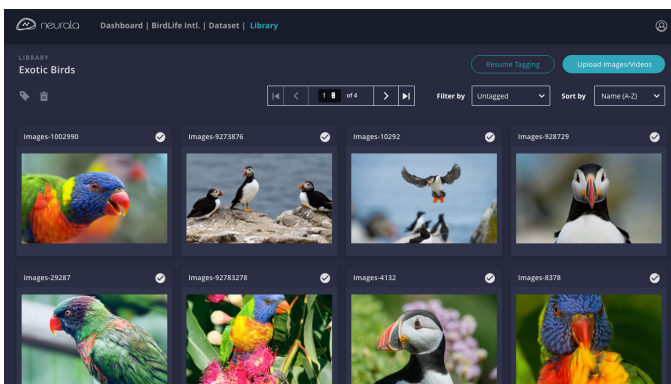 neurala Dashboard | BirdLife Intl. | Dataset | Library
LIBRARY
Exotic Birds
Resume Tagging Upload Images/Videos
1 of 4 Filter by Untagged Sort by Name (A-Z)
Images-1002990 Images-9273876 Images-10292 Images-928729
Images-29287 Images-92783278 Images-4132 Images-8378